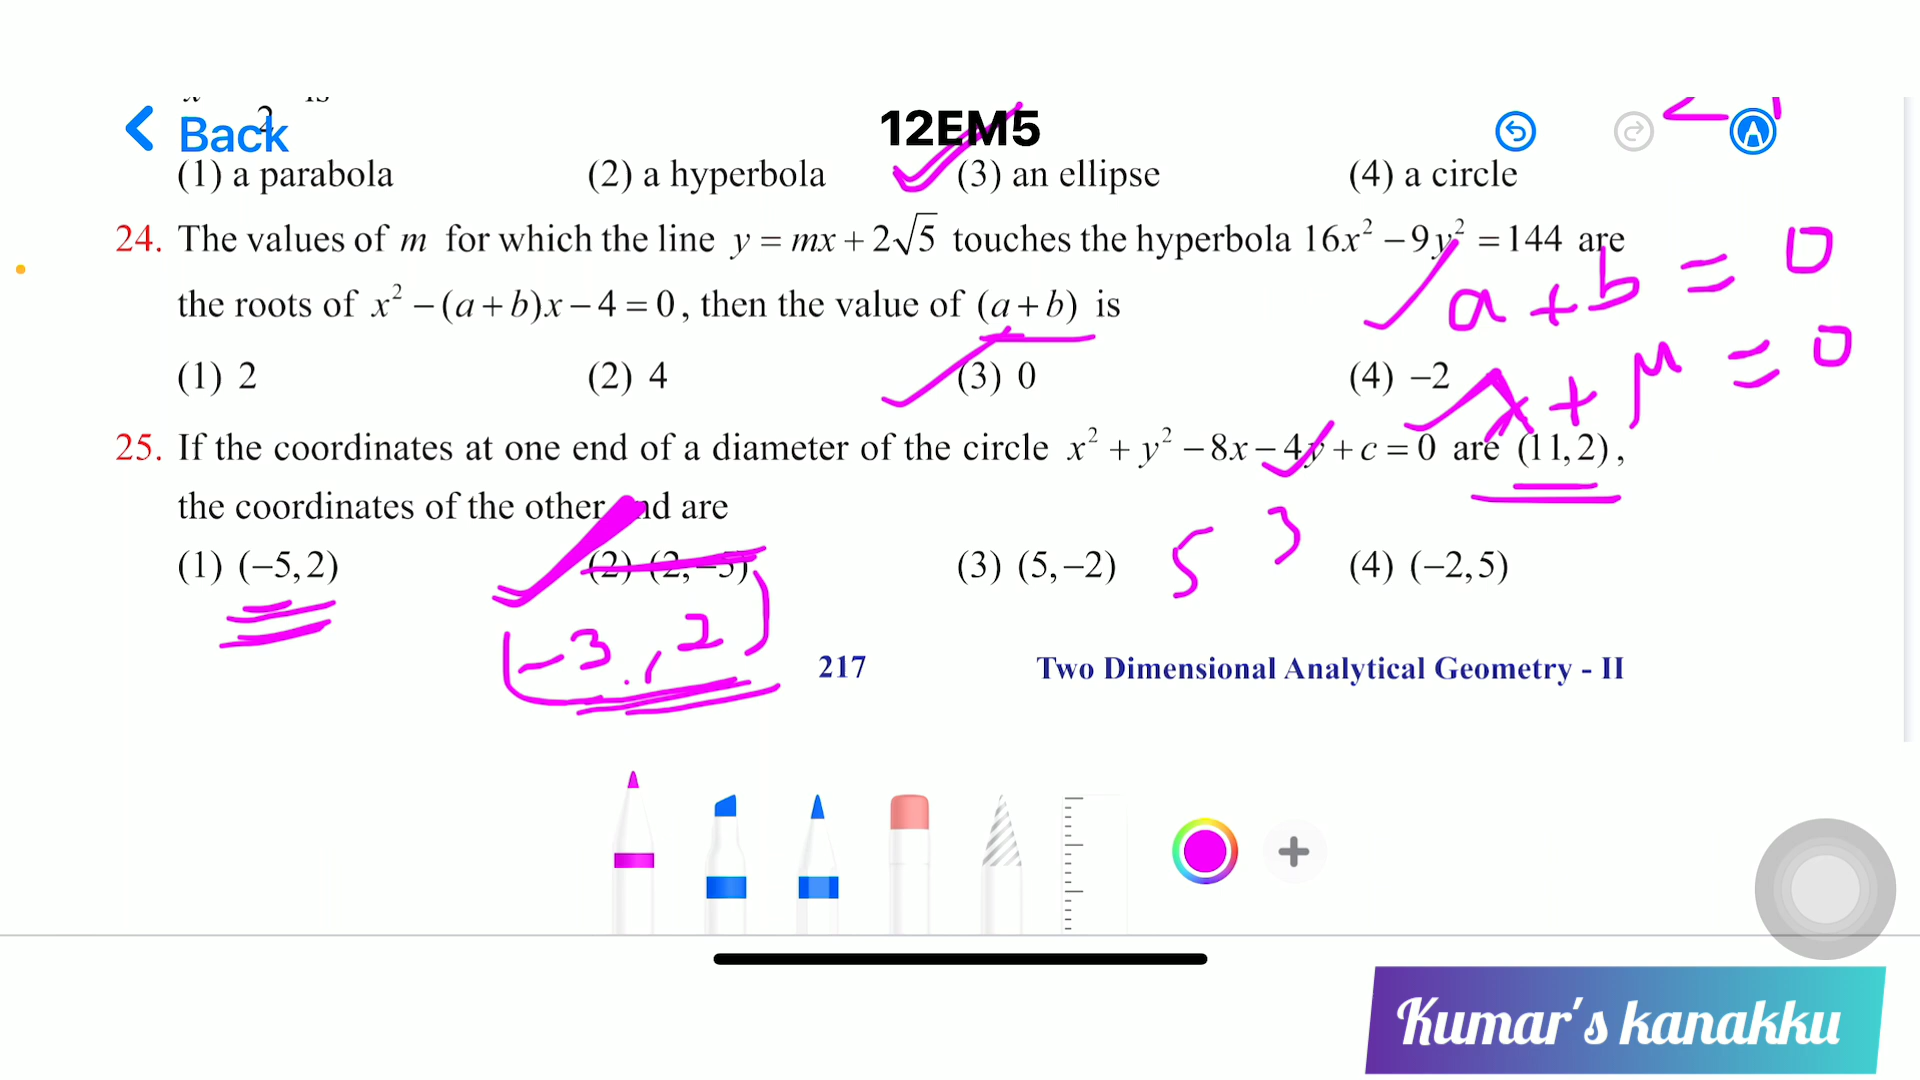 2
Back
12EM5
(1) a parabola (2) a hyperbola (3) an ellipse (4) a circle
24. The values of m for which the line y = mx + 2√5 touches the hyperbola 16x² − 9y² = 144 are
the roots of x² − (a + b)x − 4 = 0, then the value of (a + b) is
a + b = 0
(1) 2 (2) 4 (3) 0 (4) −2
+ μ = 0
25. If the coordinates at one end of a diameter of the circle x² + y² − 8x − 4y + c = 0 are (11, 2),
the coordinates of the other end are
5 3
(1) (−5, 2) (2) (2, −5) (3) (5, −2) (4) (−2, 5)
(−3, 2)
217 Two Dimensional Analytical Geometry - II
Kumar's kanakku